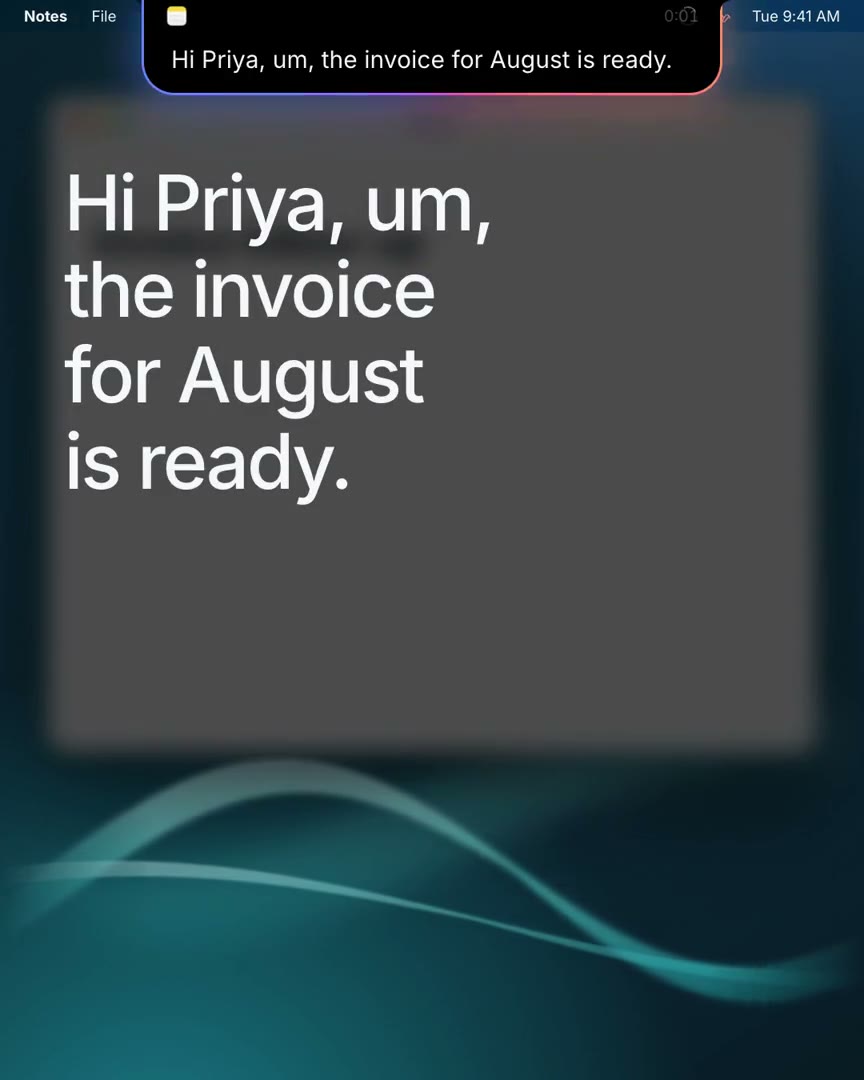 Notes File Tue 9:41 AM
0:01
Hi Priya, um, the invoice for August is ready.
Hi Priya, um,
the invoice
for August
is ready.